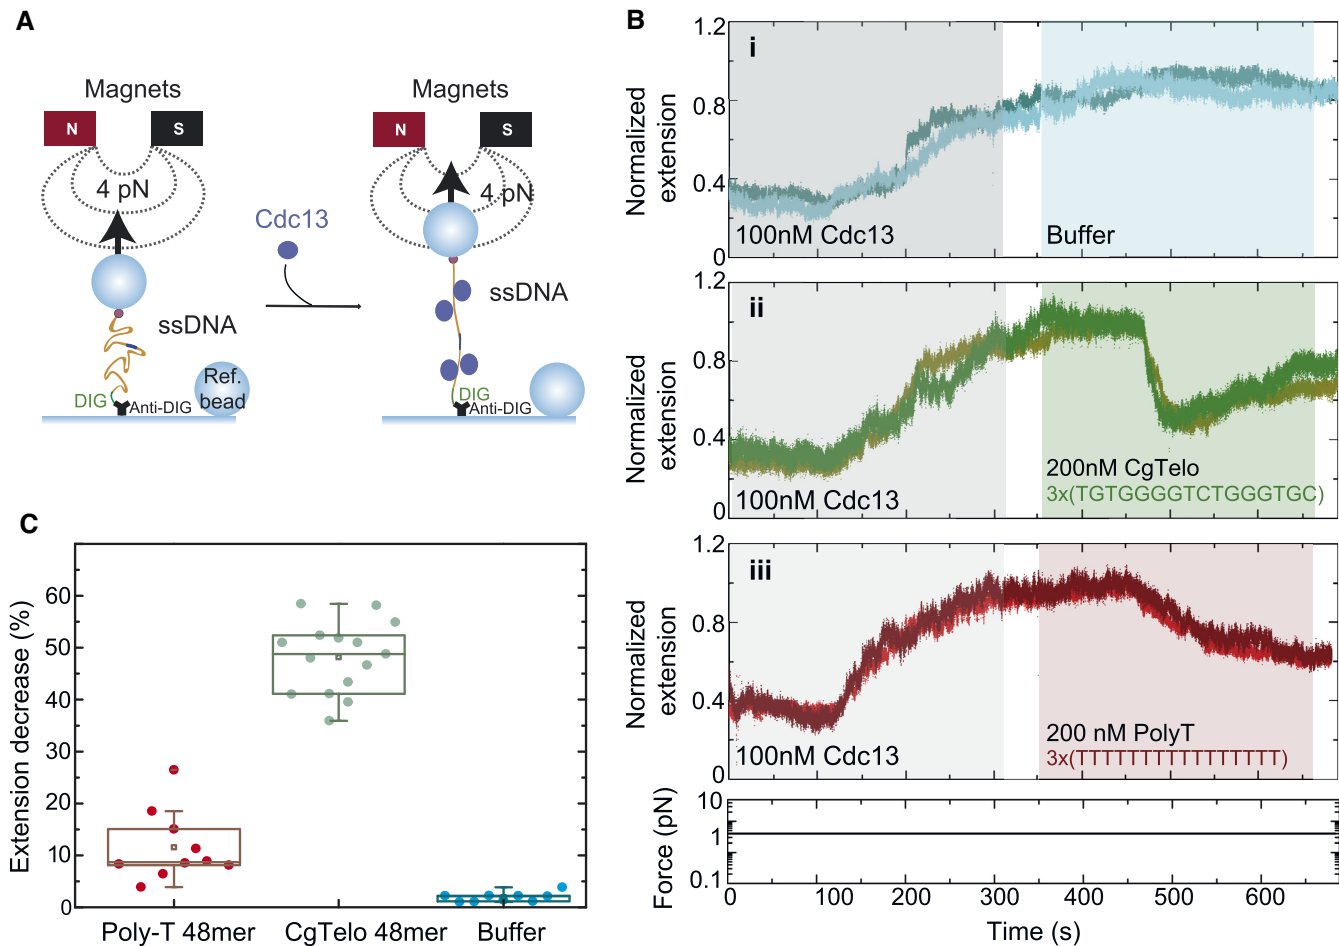 A
Magnets
N
S
4 pN
ssDNA
DIG
Anti-DIG
Ref.
bead
Cdc13
Magnets
N
S
4 pN
ssDNA
DIG
Anti-DIG
B
Normalized
extension
1.2
0.8
0.4
0
i
100nM Cdc13
Buffer
Normalized
extension
1.2
0.8
0.4
0
ii
100nM Cdc13
200nM CgTelo
3x(TGTGGGGTCTGGGTGC)
Normalized
extension
1.2
0.8
0.4
0
iii
100nM Cdc13
200 nM PolyT
3x(TTTTTTTTTTTTTTTT)
Force (pN)
10
1
0.1
0 100 200 300 400 500 600
Time (s)
C
Extension decrease (%)
60
50
40
30
20
10
0
Poly-T 48mer CgTelo 48mer Buffer